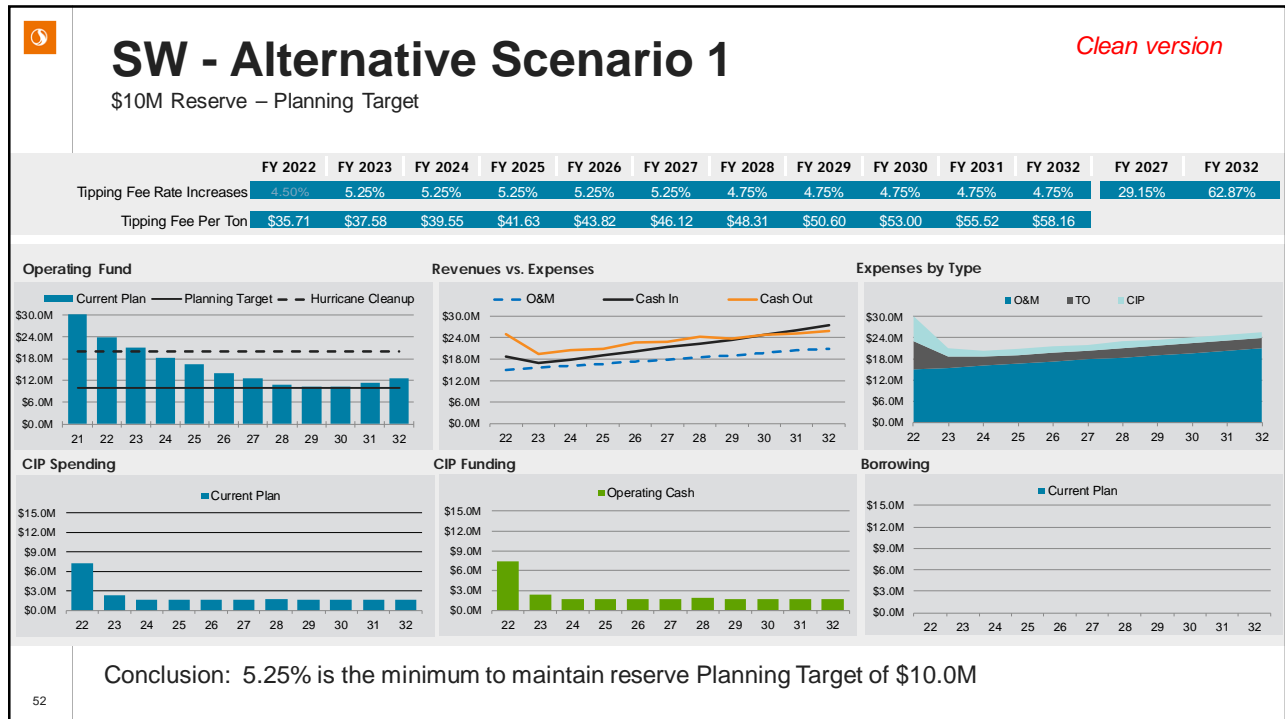 SW - Alternative Scenario 1
Clean version
$10M Reserve – Planning Target
FY 2022 FY 2023 FY 2024 FY 2025 FY 2026 FY 2027 FY 2028 FY 2029 FY 2030 FY 2031 FY 2032 FY 2027 FY 2032
Tipping Fee Rate Increases 4.50% 5.25% 5.25% 5.25% 5.25% 5.25% 4.75% 4.75% 4.75% 4.75% 4.75% 29.15% 62.87%
Tipping Fee Per Ton $35.71 $37.58 $39.55 $41.63 $43.82 $46.12 $48.31 $50.60 $53.00 $55.52 $58.16
Operating Fund
Current Plan Planning Target Hurricane Cleanup
$30.0M
$24.0M
$18.0M
$12.0M
$6.0M
$0.0M
21 22 23 24 25 26 27 28 29 30 31 32
Revenues vs. Expenses
O&M Cash In Cash Out
$30.0M
$24.0M
$18.0M
$12.0M
$6.0M
$0.0M
22 23 24 25 26 27 28 29 30 31 32
Expenses by Type
O&M TO CIP
$30.0M
$24.0M
$18.0M
$12.0M
$6.0M
$0.0M
22 23 24 25 26 27 28 29 30 31 32
CIP Spending
Current Plan
$15.0M
$12.0M
$9.0M
$6.0M
$3.0M
$0.0M
22 23 24 25 26 27 28 29 30 31 32
CIP Funding
Operating Cash
$15.0M
$12.0M
$9.0M
$6.0M
$3.0M
$0.0M
22 23 24 25 26 27 28 29 30 31 32
Borrowing
Current Plan
$15.0M
$12.0M
$9.0M
$6.0M
$3.0M
$0.0M
22 23 24 25 26 27 28 29 30 31 32
Conclusion: 5.25% is the minimum to maintain reserve Planning Target of $10.0M
52